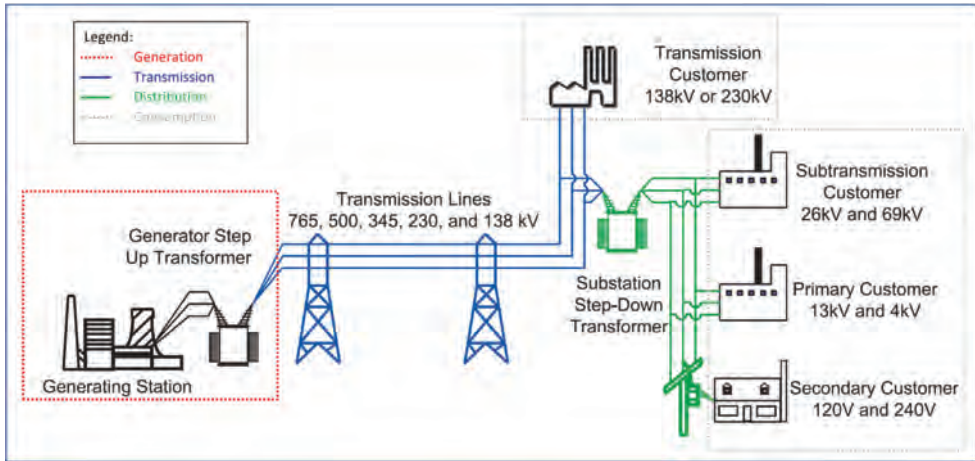 Legend:
Generation
Transmission
Distribution
Consumption
Transmission
Customer
138kV or 230kV
Transmission Lines
765, 500, 345, 230, and 138 kV
Subtransmission
Customer
26kV and 69kV
Generator Step
Up Transformer
Substation
Step-Down
Transformer
Primary Customer
13kV and 4kV
Generating Station
Secondary Customer
120V and 240V